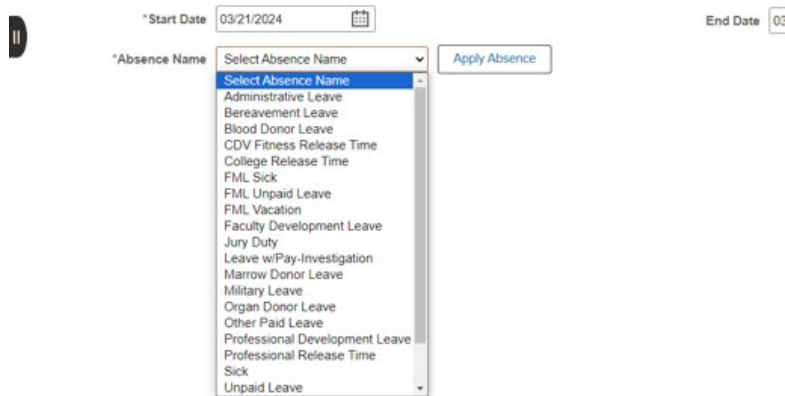 *Start Date 03/21/2024 End Date 03
*Absence Name Select Absence Name Apply Absence
Select Absence Name
Administrative Leave
Bereavement Leave
Blood Donor Leave
CDV Fitness Release Time
College Release Time
FML Sick
FML Unpaid Leave
FML Vacation
Faculty Development Leave
Jury Duty
Leave w/Pay-Investigation
Marrow Donor Leave
Military Leave
Organ Donor Leave
Other Paid Leave
Professional Development Leave
Professional Release Time
Sick
Unpaid Leave